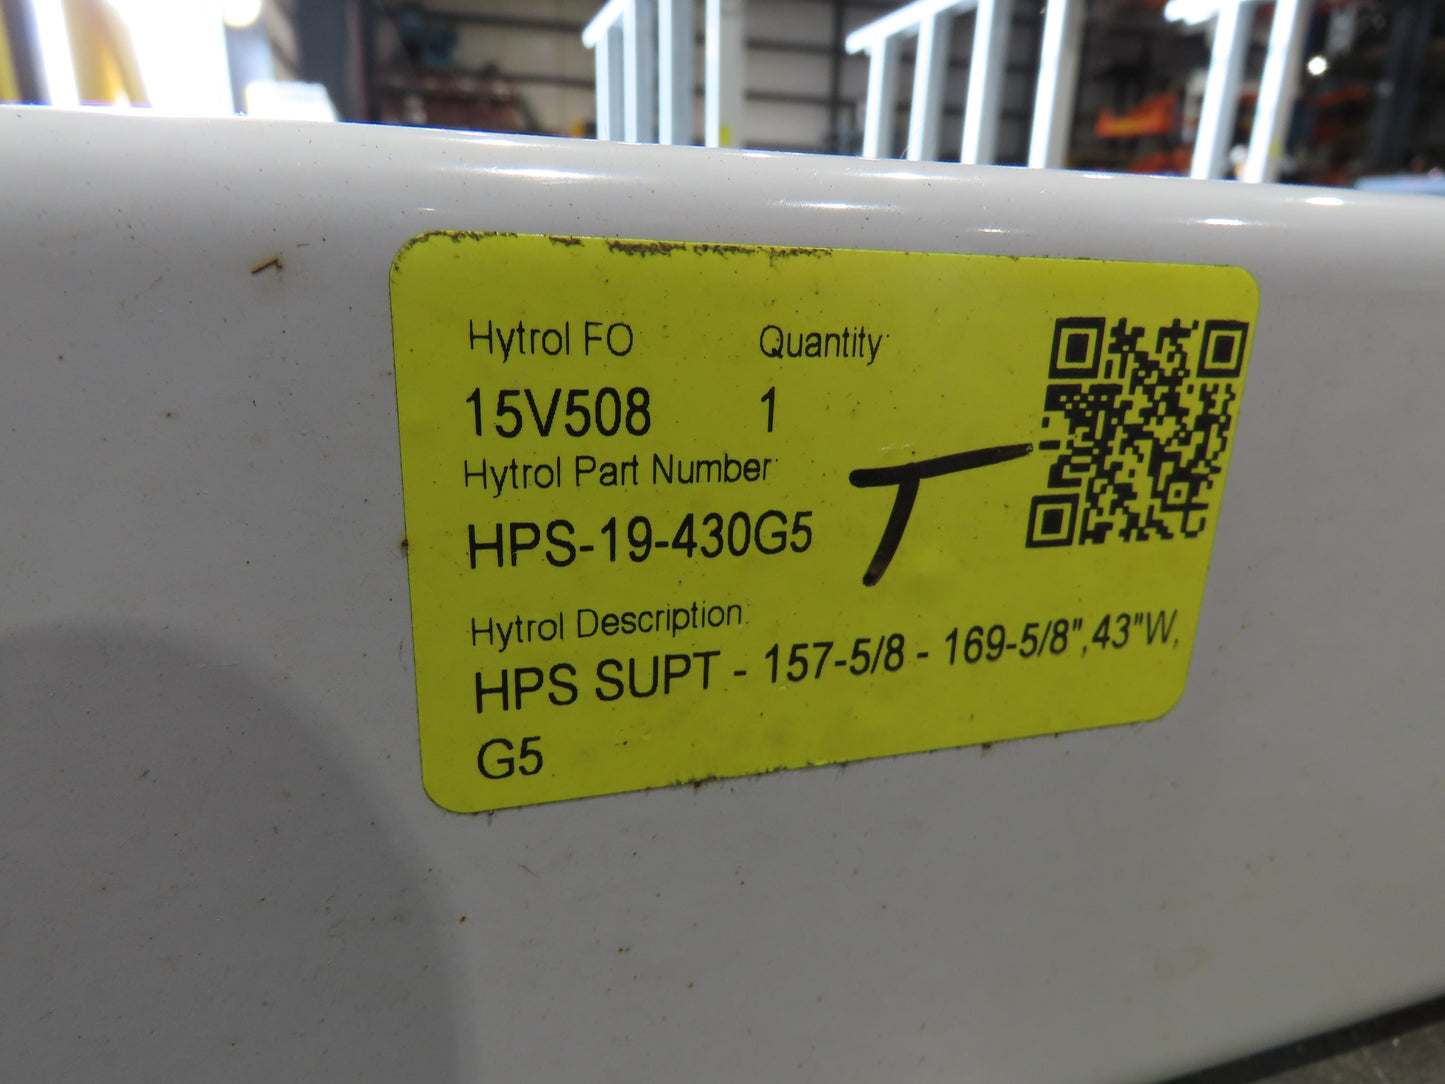 Hytrol FO Quantity
15V508 1
Hytrol Part Number
HPS-19-430G5
T
Hytrol Description
HPS SUPT - 157-5/8 - 169-5/8",43"W,
G5